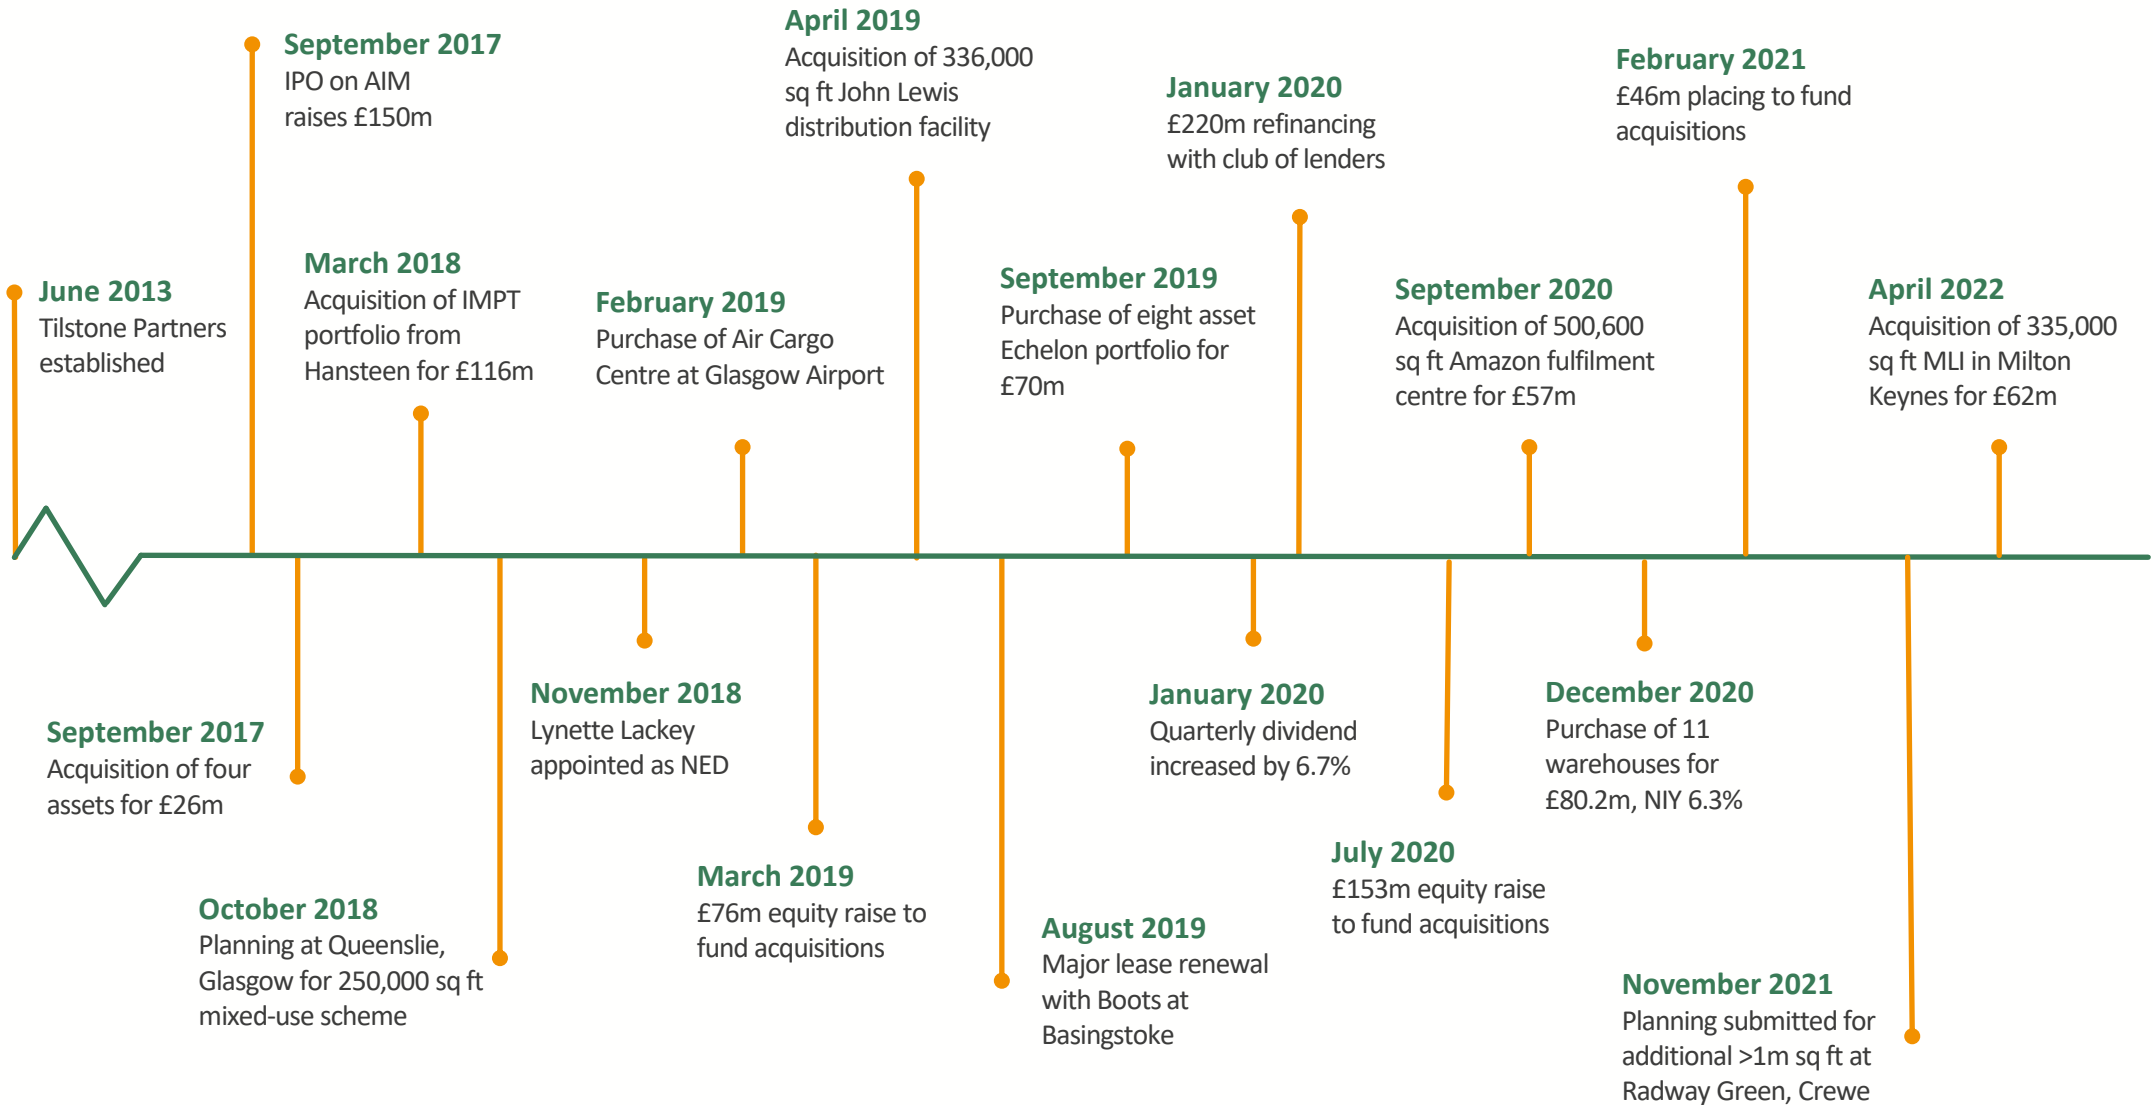 June 2013
Tilstone Partners
established
September 2017
IPO on AIM
raises £150m
September 2017
Acquisition of four
assets for £26m
March 2018
Acquisition of IMPT
portfolio from
Hansteen for £116m
October 2018
Planning at Queenslie,
Glasgow for 250,000 sq ft
mixed-use scheme
November 2018
Lynette Lackey
appointed as NED
February 2019
Purchase of Air Cargo
Centre at Glasgow Airport
March 2019
£76m equity raise to
fund acquisitions
April 2019
Acquisition of 336,000
sq ft John Lewis
distribution facility
August 2019
Major lease renewal
with Boots at
Basingstoke
September 2019
Purchase of eight asset
Echelon portfolio for
£70m
January 2020
Quarterly dividend
increased by 6.7%
January 2020
£220m refinancing
with club of lenders
July 2020
£153m equity raise
to fund acquisitions
September 2020
Acquisition of 500,600
sq ft Amazon fulfilment
centre for £57m
December 2020
Purchase of 11
warehouses for
£80.2m, NIY 6.3%
February 2021
£46m placing to fund
acquisitions
November 2021
Planning submitted for
additional >1m sq ft at
Radway Green, Crewe
April 2022
Acquisition of 335,000
sq ft MLI in Milton
Keynes for £62m